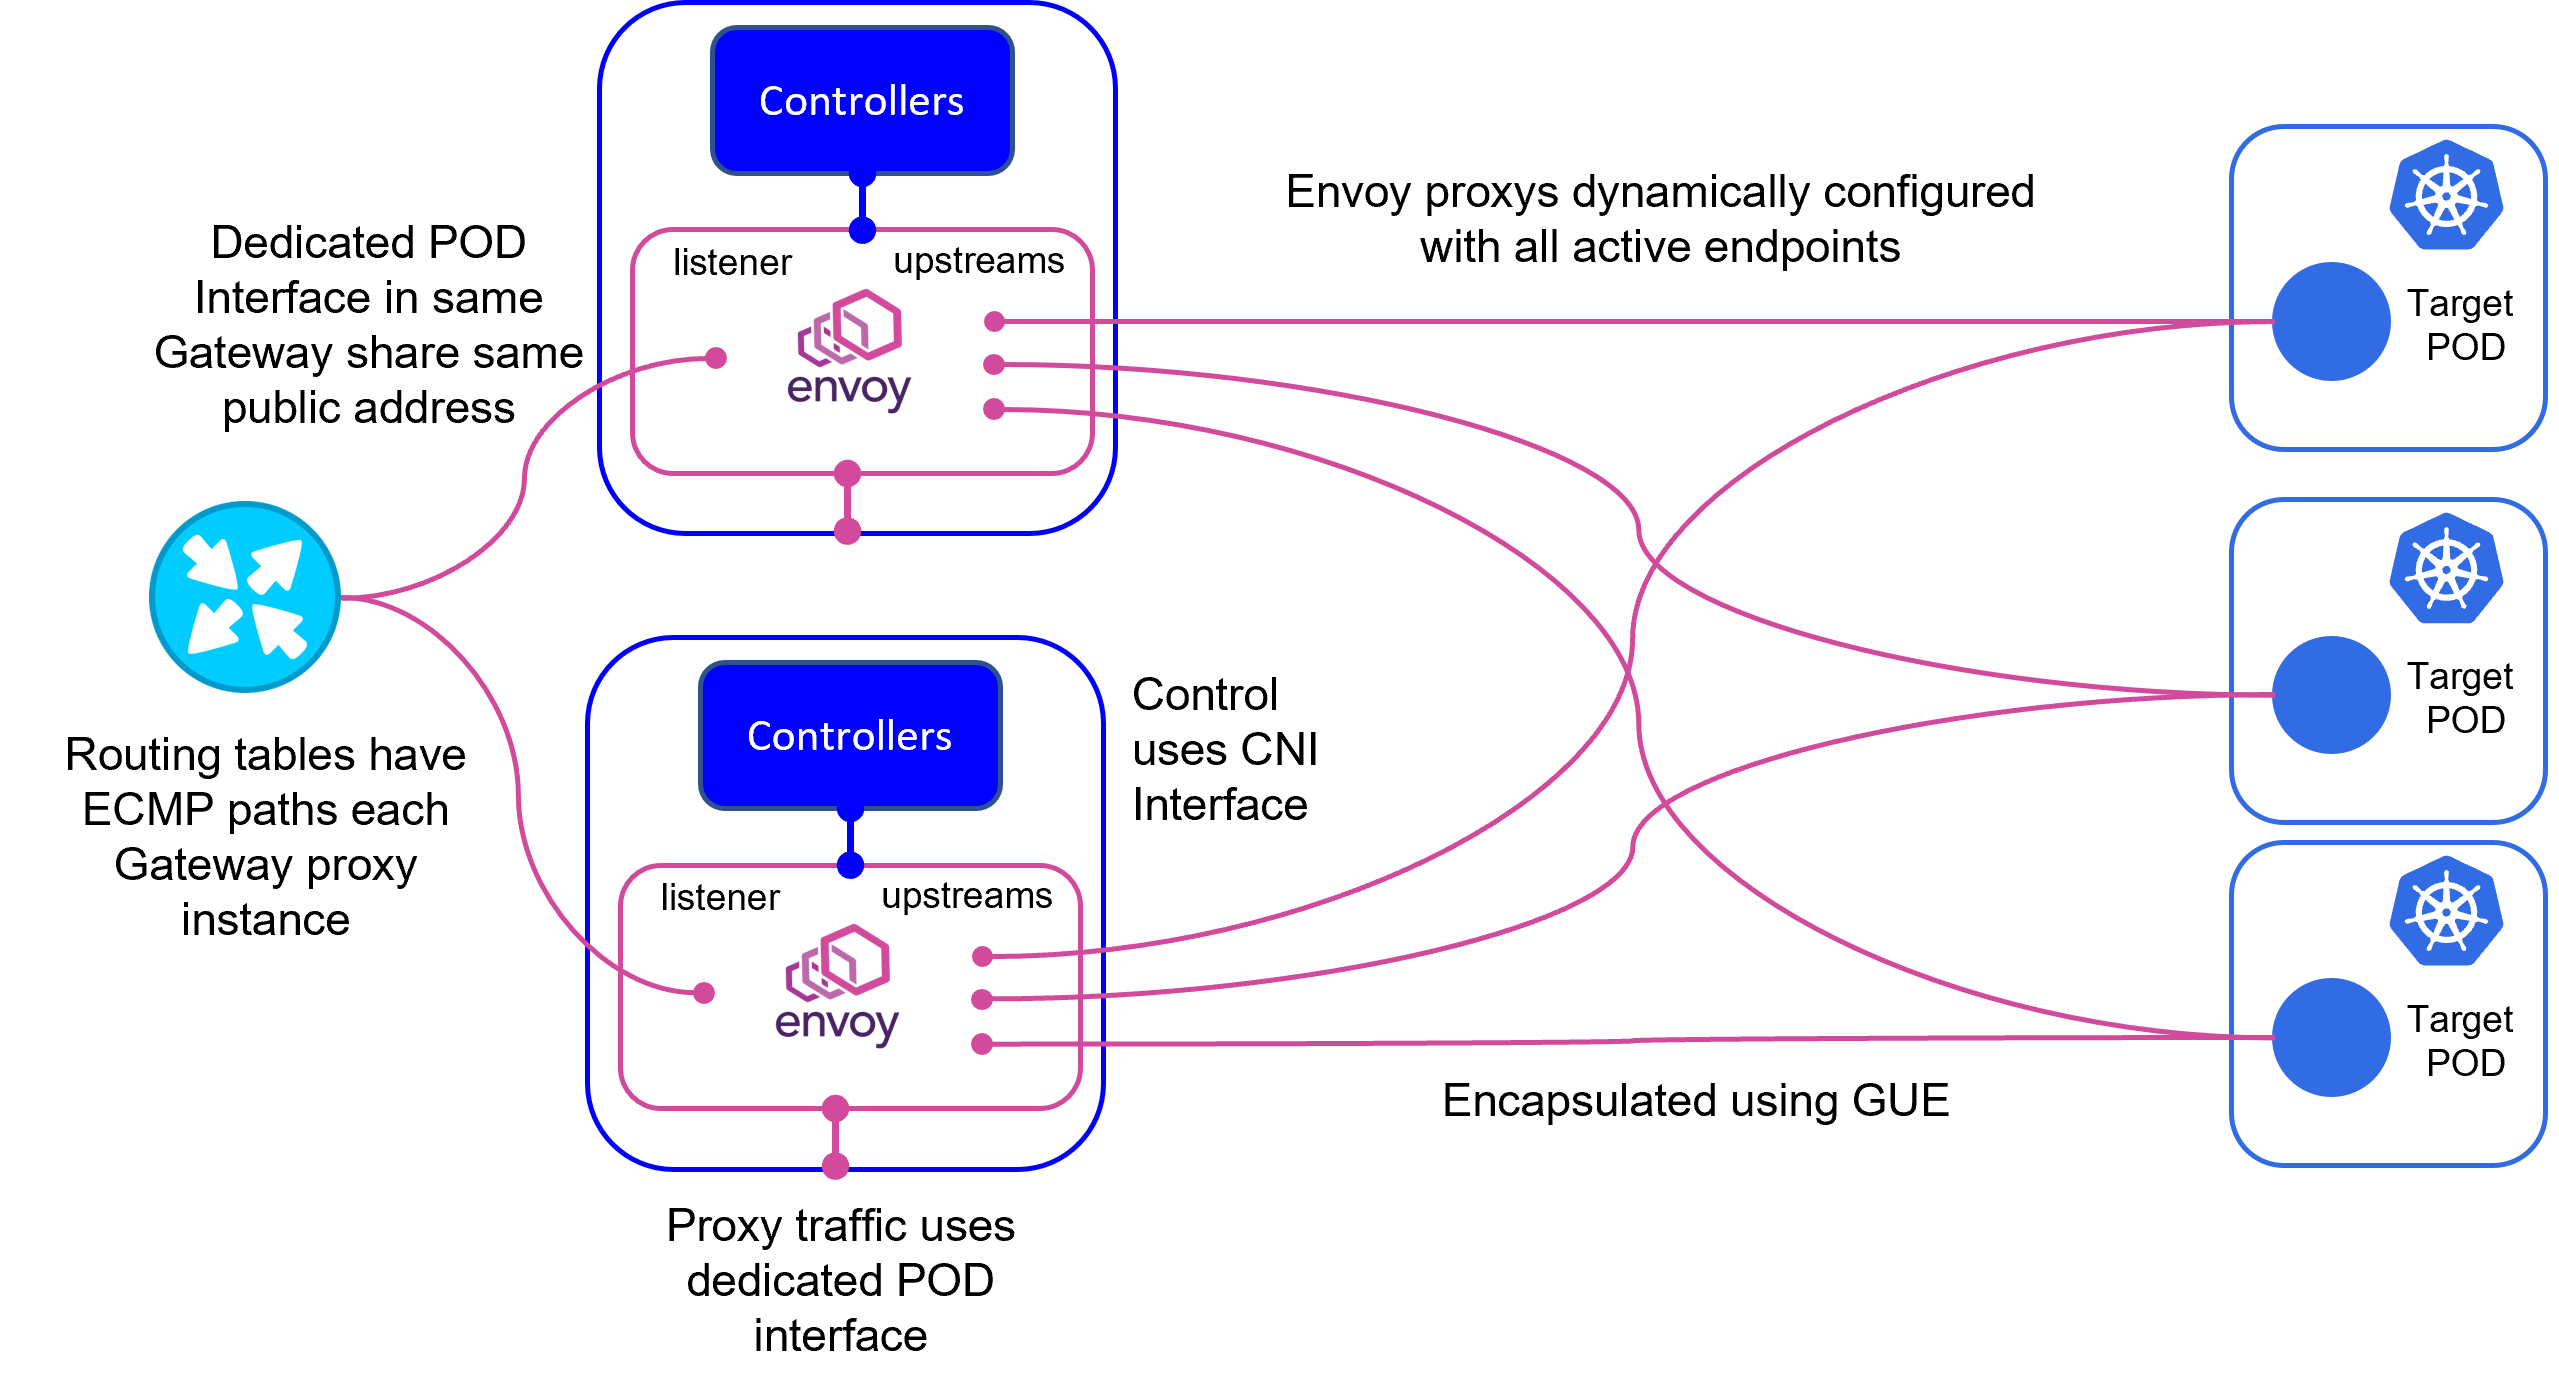 Controllers
Dedicated POD
Interface in same
Gateway share same
public address
listener
upstreams
envoy
Envoy proxys dynamically configured
with all active endpoints
Target
POD
Routing tables have
ECMP paths each
Gateway proxy
instance
Controllers
listener
upstreams
envoy
Control
uses CNI
Interface
Target
POD
Target
POD
Encapsulated using GUE
Proxy traffic uses
dedicated POD
interface